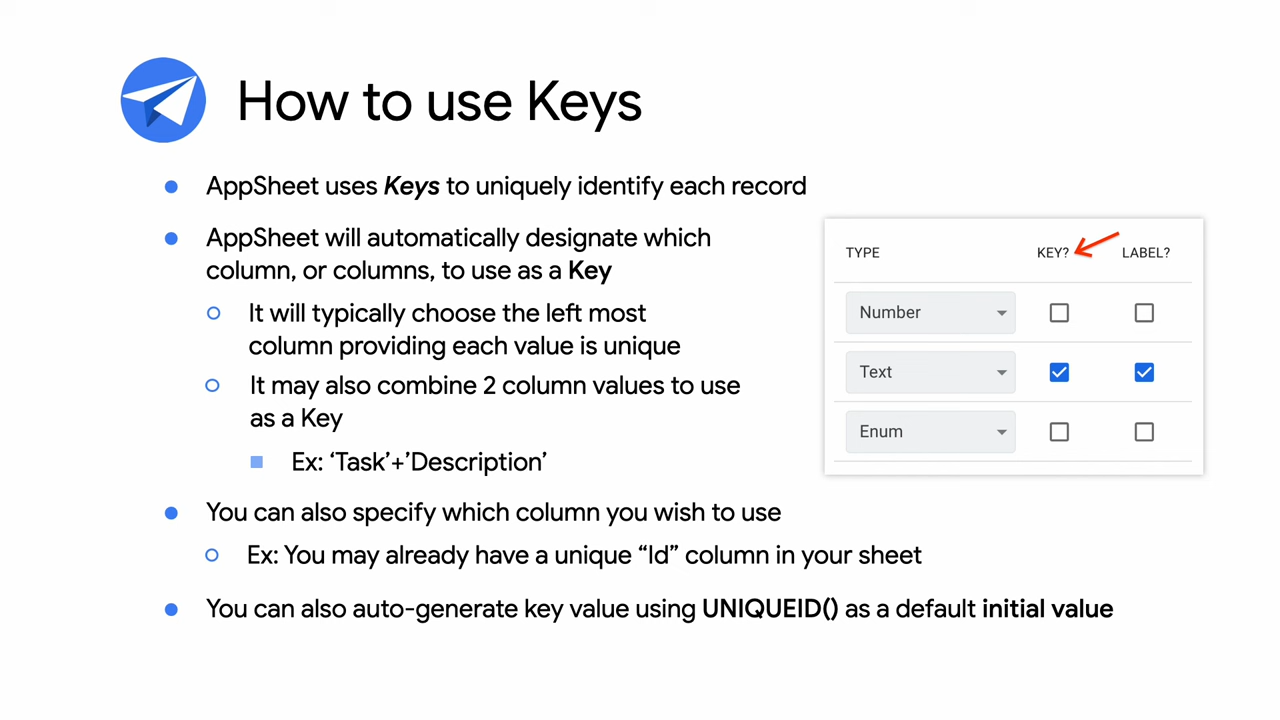 How to use Keys
AppSheet uses Keys to uniquely identify each record
AppSheet will automatically designate which
column, or columns, to use as a Key
It will typically choose the left most
column providing each value is unique
It may also combine 2 column values to use
as a Key
Ex: ‘Task’+’Description’
You can also specify which column you wish to use
Ex: You may already have a unique “Id” column in your sheet
You can also auto-generate key value using UNIQUEID() as a default initial value
TYPE KEY? LABEL?
Number
Text
Enum